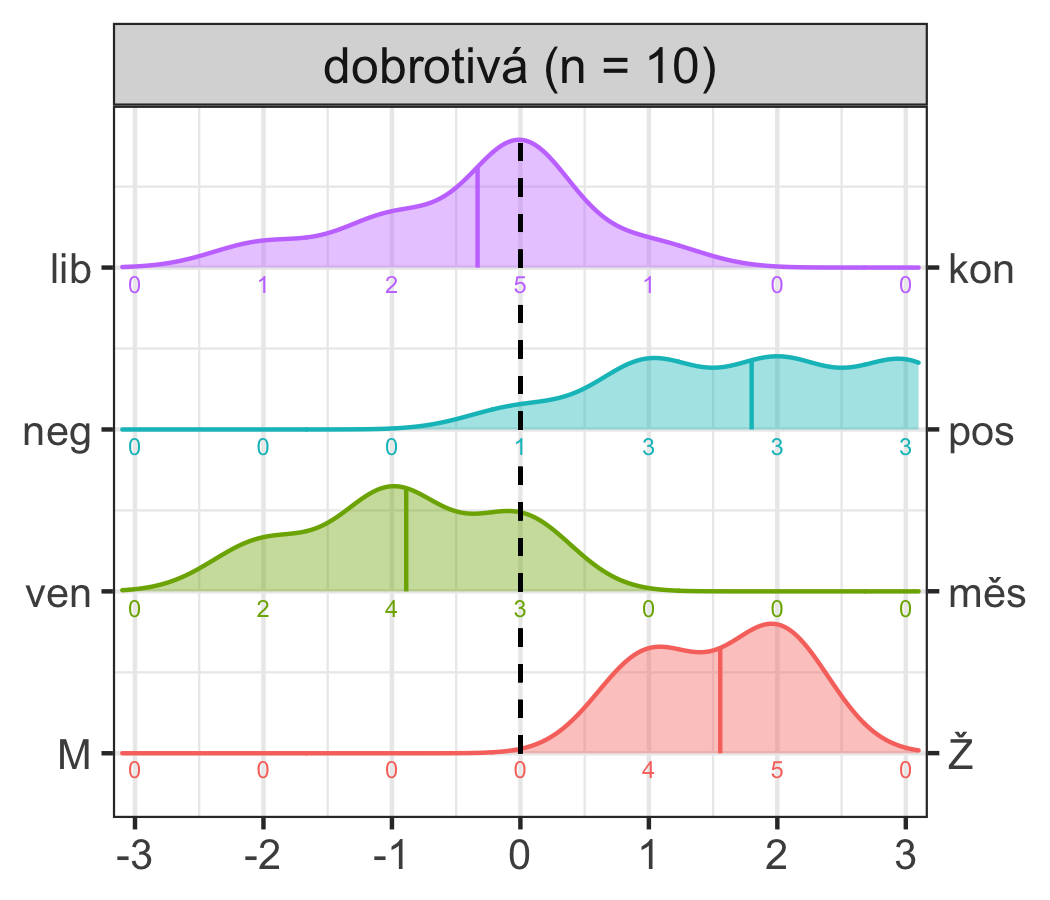 dobrotivá (n = 10)
lib kon
0 1 2 5 1 0 0
neg pos
0 0 0 1 3 3 3
ven měs
0 2 4 3 0 0 0
M Ž
0 0 0 0 4 5 0
-3 -2 -1 0 1 2 3